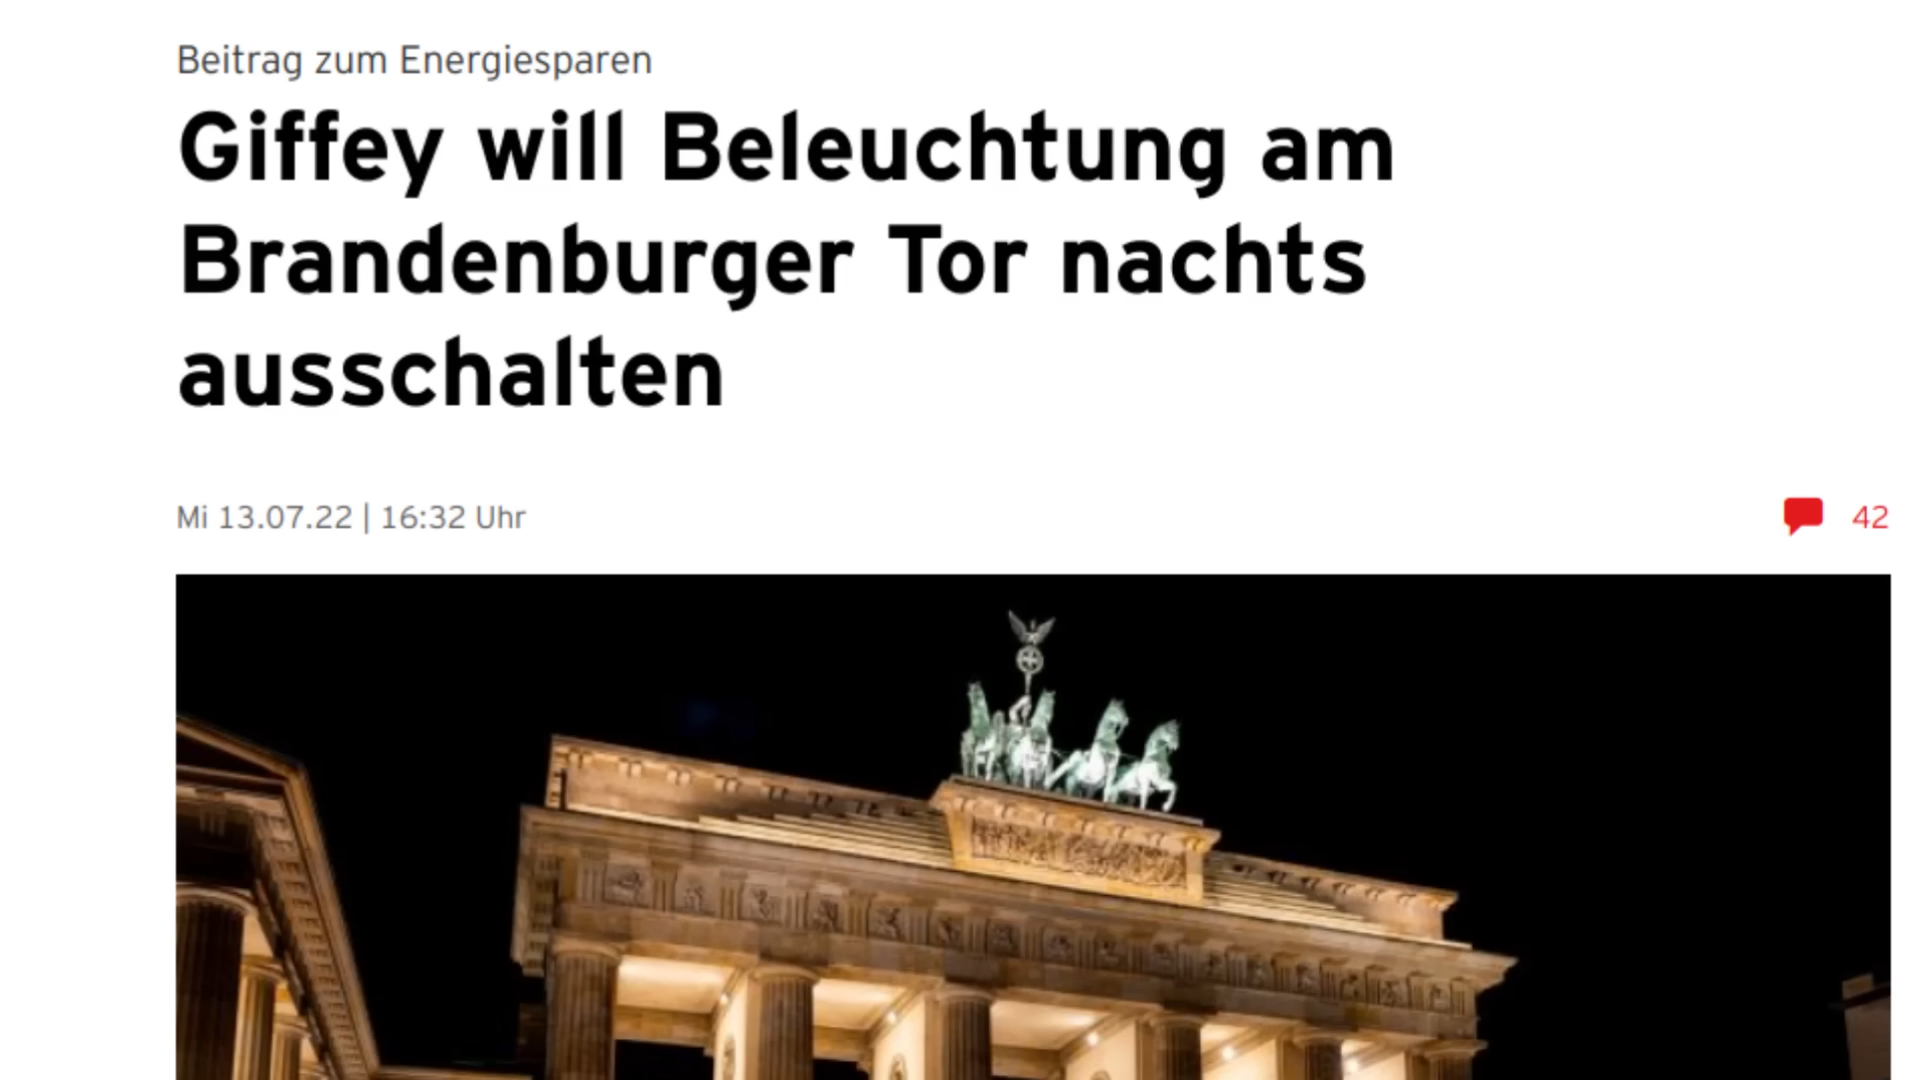 Beitrag zum Energiesparen
Giffey will Beleuchtung am
Brandenburger Tor nachts
ausschalten
Mi 13.07.22 | 16:32 Uhr
42